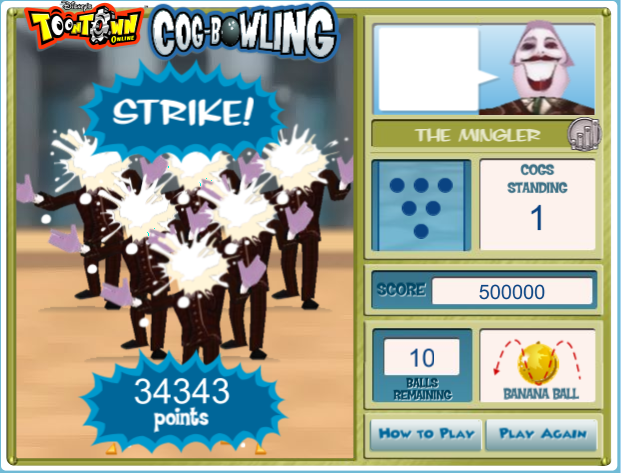 Disney's
TOONTOWN
ONLINE
COG-BOWLING
STRIKE!
34343
points
THE MINGLER
COGS
STANDING
1
SCORE 500000
10
BALLS
REMAINING
BANANA BALL
HOW TO PLAY
PLAY AGAIN